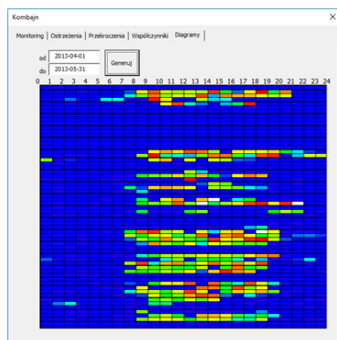 Kombajn
Monitoring Ostrzeżenia Przekroczenia Współczynniki Diagramy
od 2013-04-01
do 2013-05-31
Generuj
0 1 2 3 4 5 6 7 8 9 10 11 12 13 14 15 16 17 18 19 20 21 22 23 24